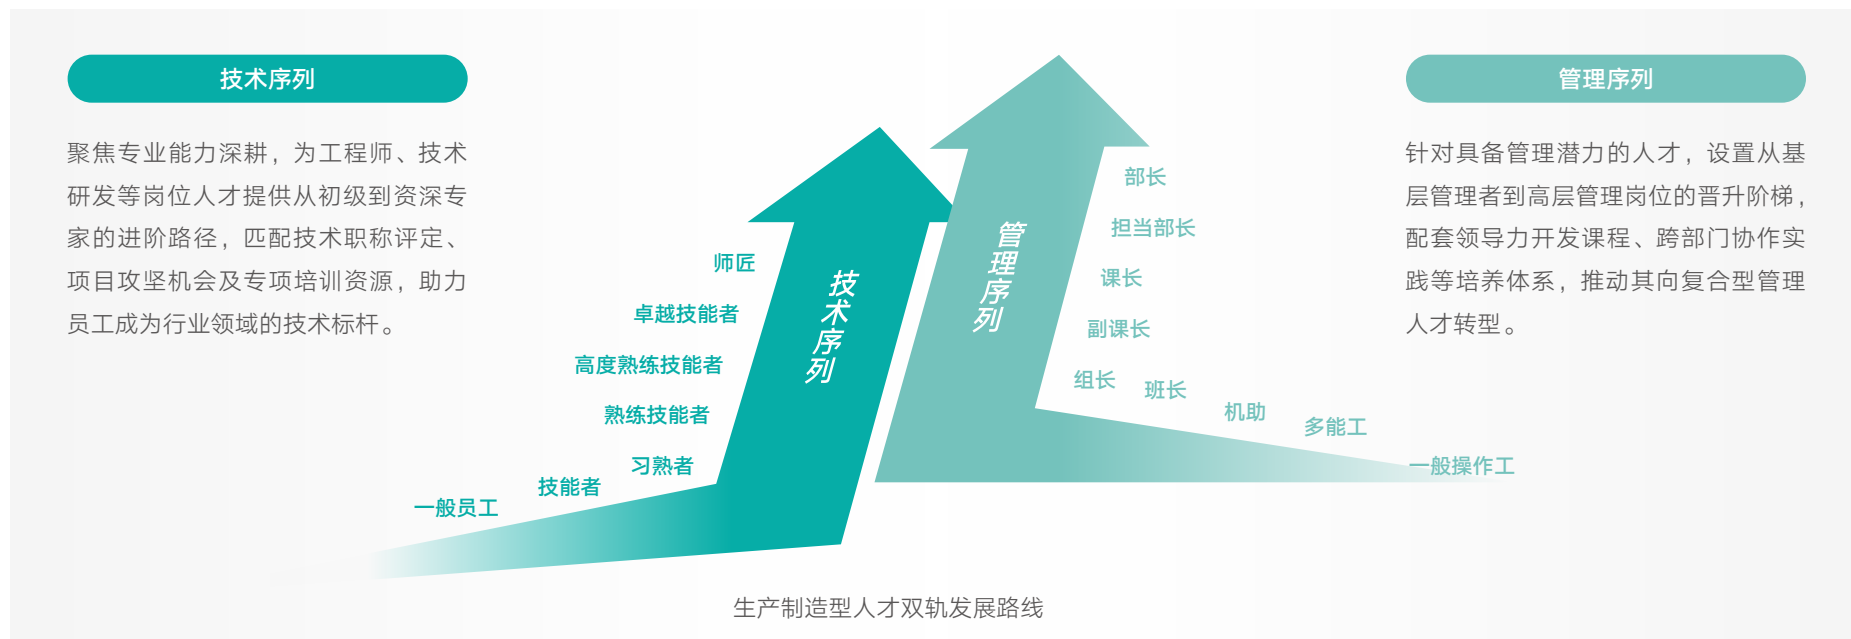 技术序列
聚焦专业能力深耕，为工程师、技术
研发等岗位人才提供从初级到资深专
家的进阶路径，匹配技术职称评定、
项目攻坚机会及专项培训资源，助力
员工成为行业领域的技术标杆。
师匠
卓越技能者
高度熟练技能者
熟练技能者
习熟者
技能者
一般员工
技术序列
管理序列
部长
担当部长
课长
副课长
组长
班长
机助
多能工
一般操作工
管理序列
针对具备管理潜力的人才，设置从基
层管理者到高层管理岗位的晋升阶梯，
配套领导力开发课程、跨部门协作实
践等培养体系，推动其向复合型管理
人才转型。
生产制造型人才双轨发展路线